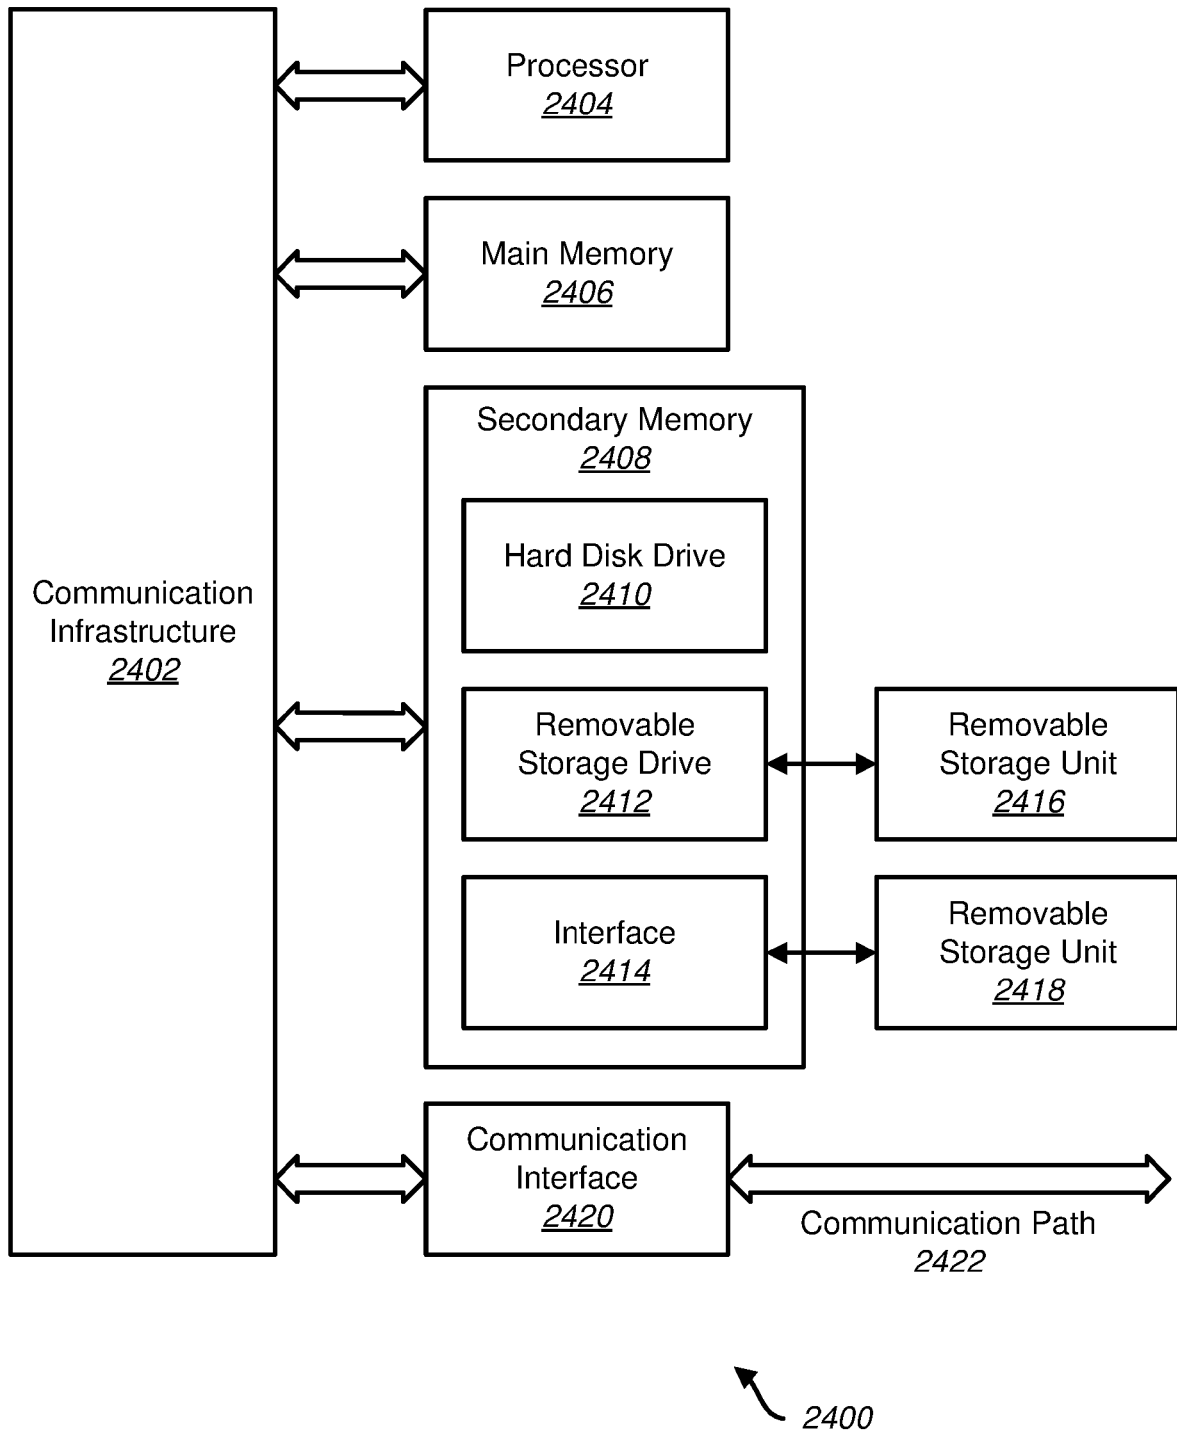 Processor
2404
Main Memory
2406
Secondary Memory
2408
Hard Disk Drive
2410
Communication
Infrastructure
2402
Removable
Storage Drive
2412
Removable
Storage Unit
2416
Interface
2414
Removable
Storage Unit
2418
Communication
Interface
2420
Communication Path
2422
2400